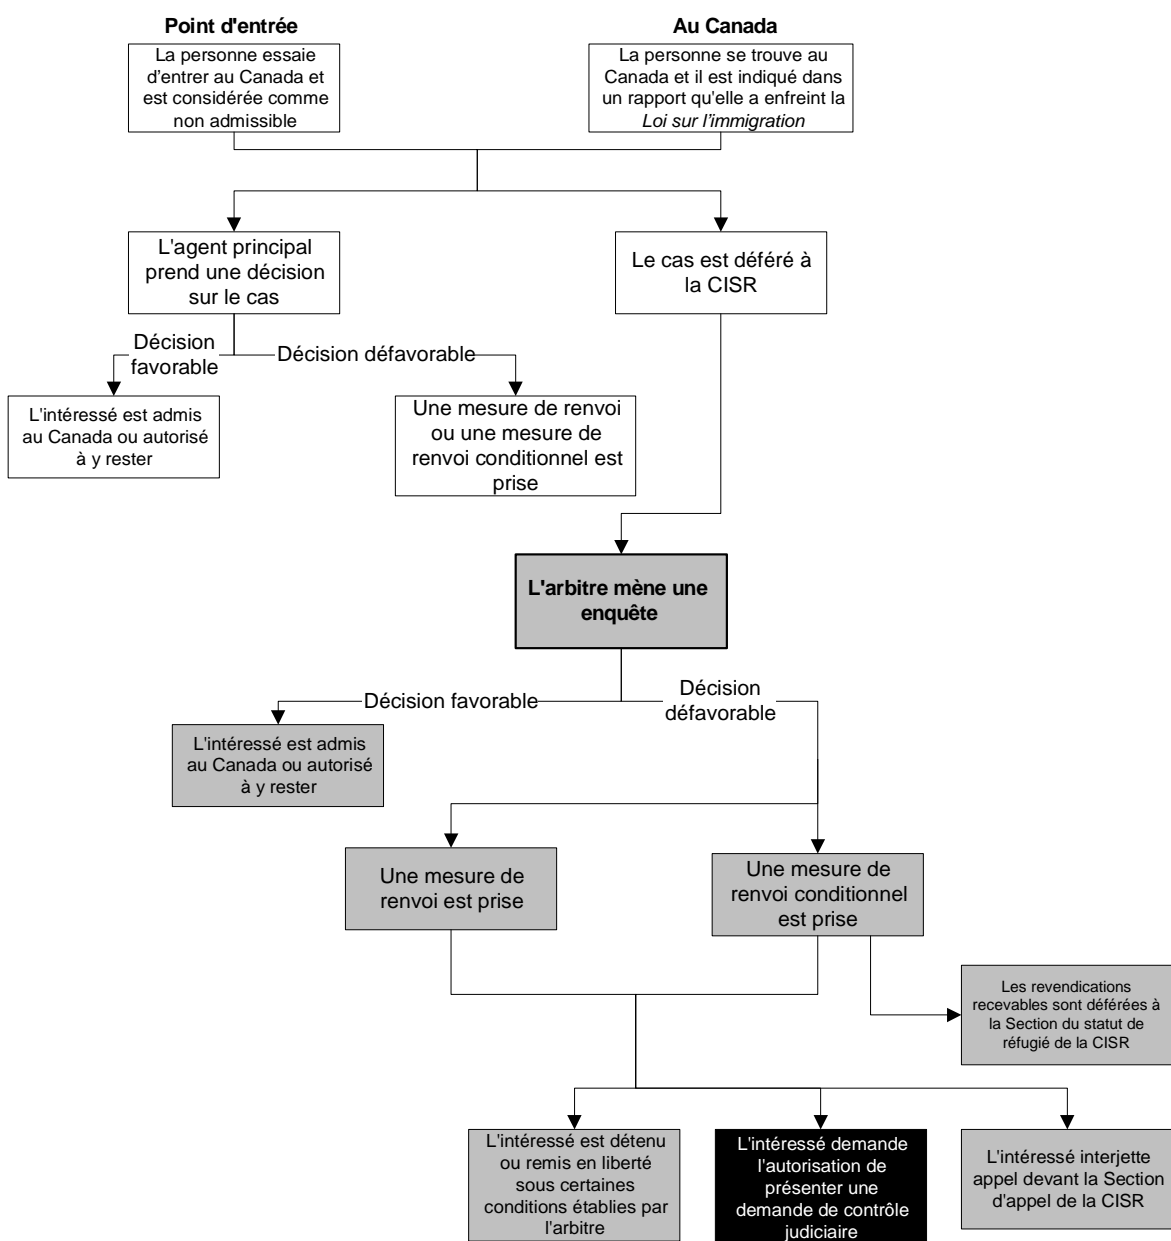 Point d'entrée
La personne essaie
d'entrer au Canada et
est considérée comme
non admissible
Au Canada
La personne se trouve au
Canada et il est indiqué dans
un rapport qu'elle a enfreint la
Loi sur l'immigration
L'agent principal
prend une décision
sur le cas
Le cas est déféré à
la CISR
Décision
favorable
Décision défavorable
L'intéressé est admis
au Canada ou autorisé
à y rester
Une mesure de renvoi
ou une mesure de
renvoi conditionnel est
prise
L'arbitre mène une
enquête
Décision favorable
Décision
défavorable
L'intéressé est admis
au Canada ou autorisé
à y rester
Une mesure de
renvoi est prise
Une mesure de
renvoi conditionnel
est prise
Les revendications
recevables sont déférées à
la Section du statut de
réfugié de la CISR
L'intéressé est détenu
ou remis en liberté
sous certaines
conditions établies par
l'arbitre
L'intéressé demande
l'autorisation de
présenter une
demande de contrôle
judiciaire
L'intéressé interjette
appel devant la Section
d'appel de la CISR